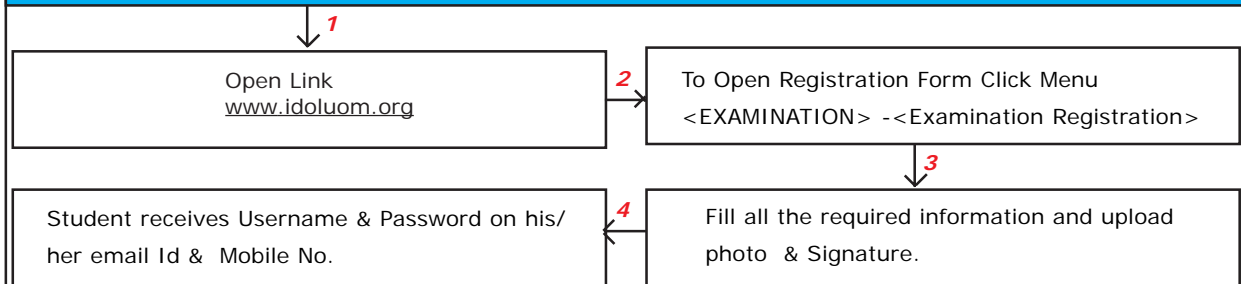 1
Open Link
www.idoluom.org
2
To Open Registration Form Click Menu
<EXAMINATION> -<Examination Registration>
3
Fill all the required information and upload
photo & Signature.
4
Student receives Username & Password on his/
her email Id & Mobile No.